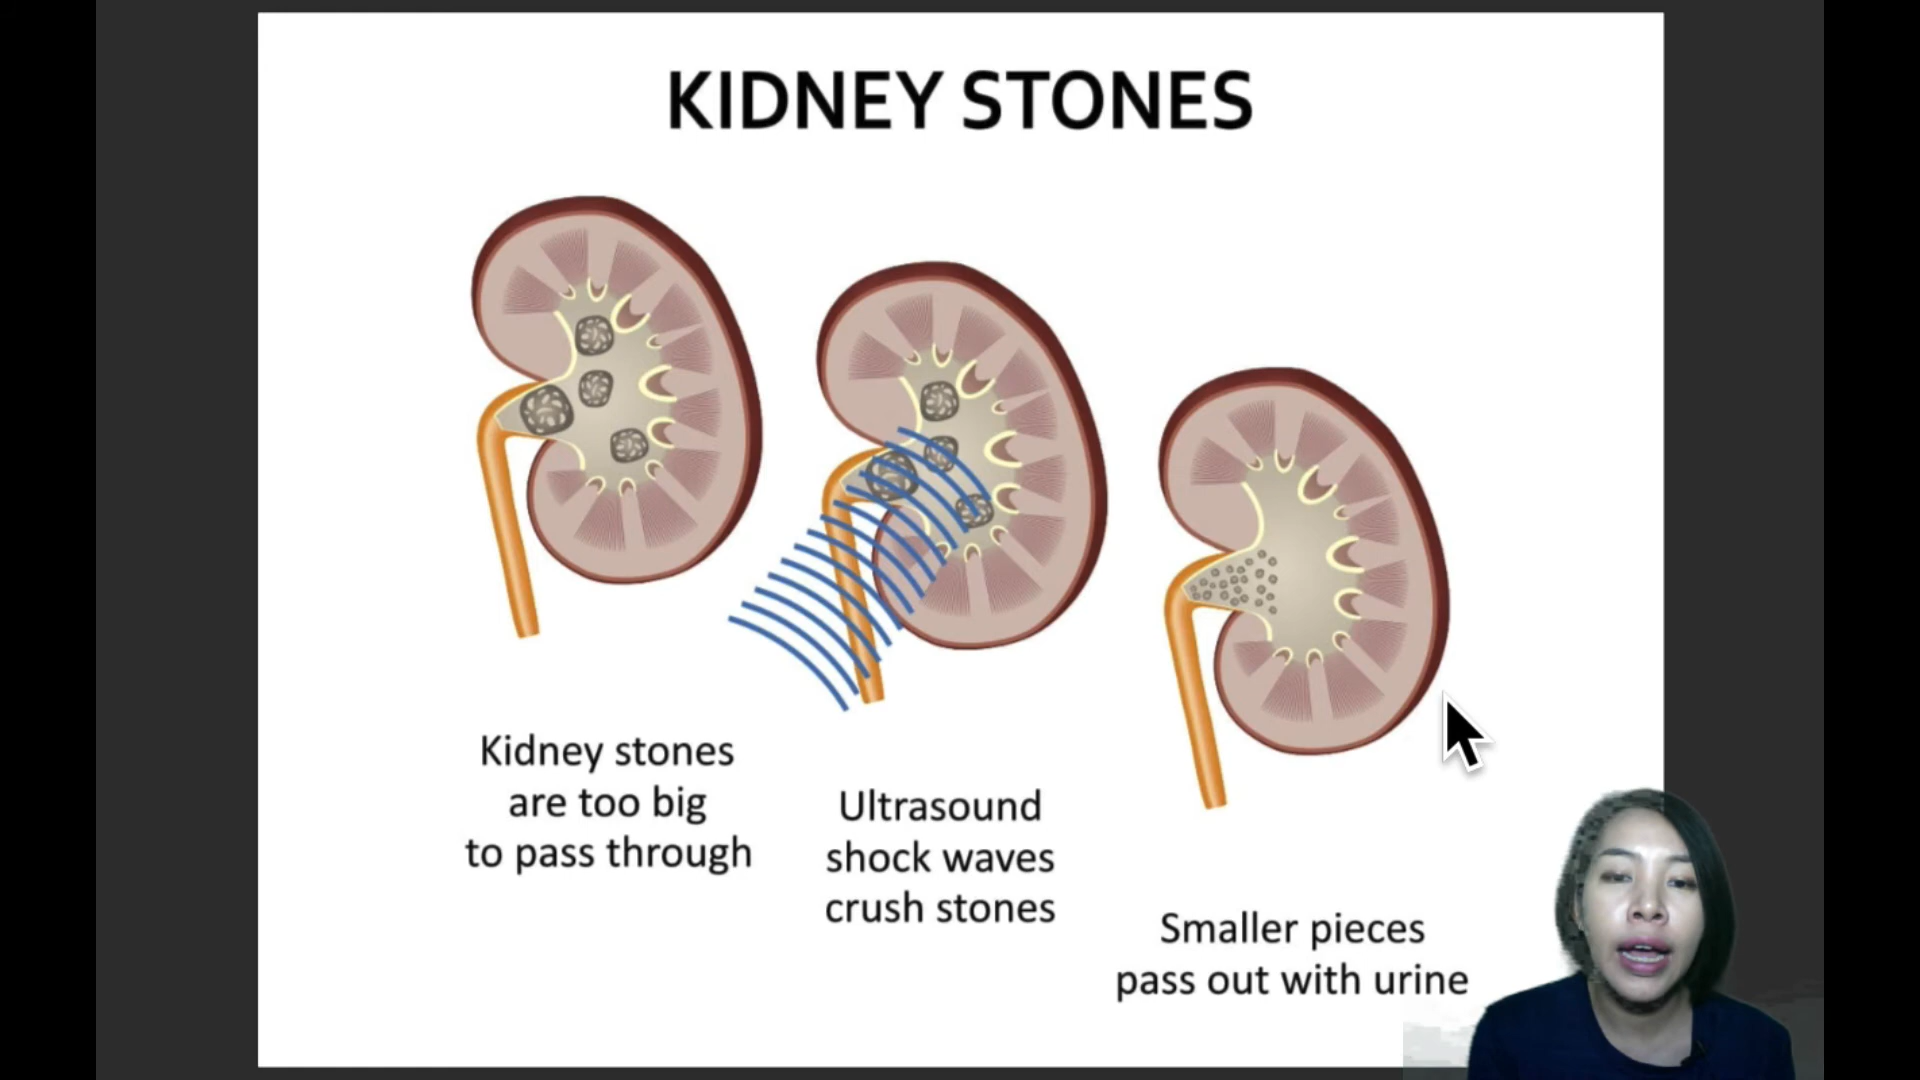 KIDNEY STONES
Kidney stones
are too big
to pass through
Ultrasound
shock waves
crush stones
Smaller pieces
pass out with urine